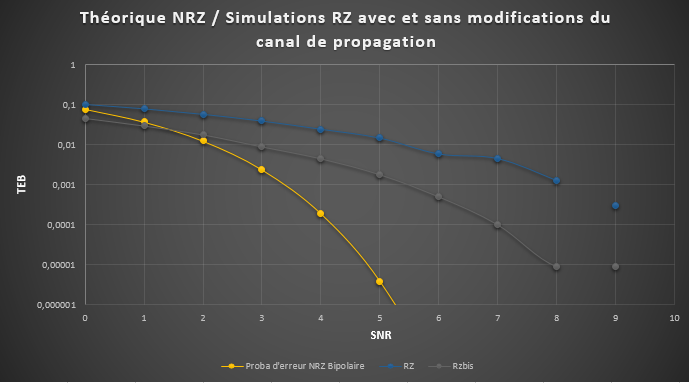 Théorique NRZ / Simulations RZ avec et sans modifications du
canal de propagation
1
0,1
0,01
0,001
0,0001
0,00001
0,000001
TEB
0 1 2 3 4 5 6 7 8 9 10
SNR
Proba d'erreur NRZ Bipolaire RZ Rzbis